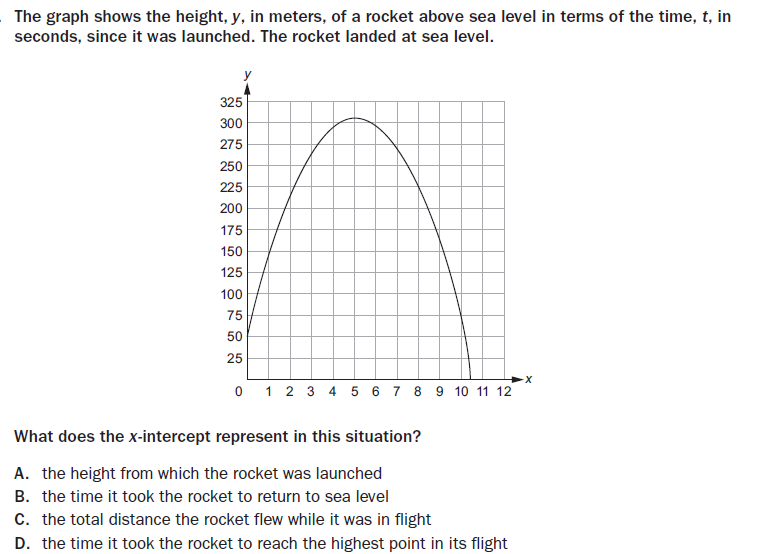 The graph shows the height, y, in meters, of a rocket above sea level in terms of the time, t, in
seconds, since it was launched. The rocket landed at sea level.
y
325
300
275
250
225
200
175
150
125
100
75
50
25
x
0 1 2 3 4 5 6 7 8 9 10 11 12
What does the x-intercept represent in this situation?
A. the height from which the rocket was launched
B. the time it took the rocket to return to sea level
C. the total distance the rocket flew while it was in flight
D. the time it took the rocket to reach the highest point in its flight